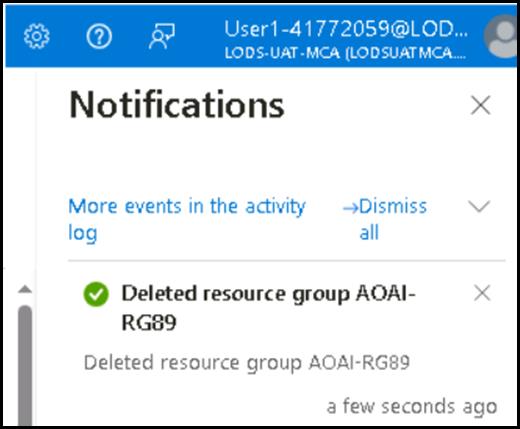 User1-41772059@LOD...
LODS-UAT-MCA (LODSUATMCA....
Notifications
More events in the activity log
→Dismiss all
Deleted resource group AOAI-
RG89
Deleted resource group AOAI-RG89
a few seconds ago